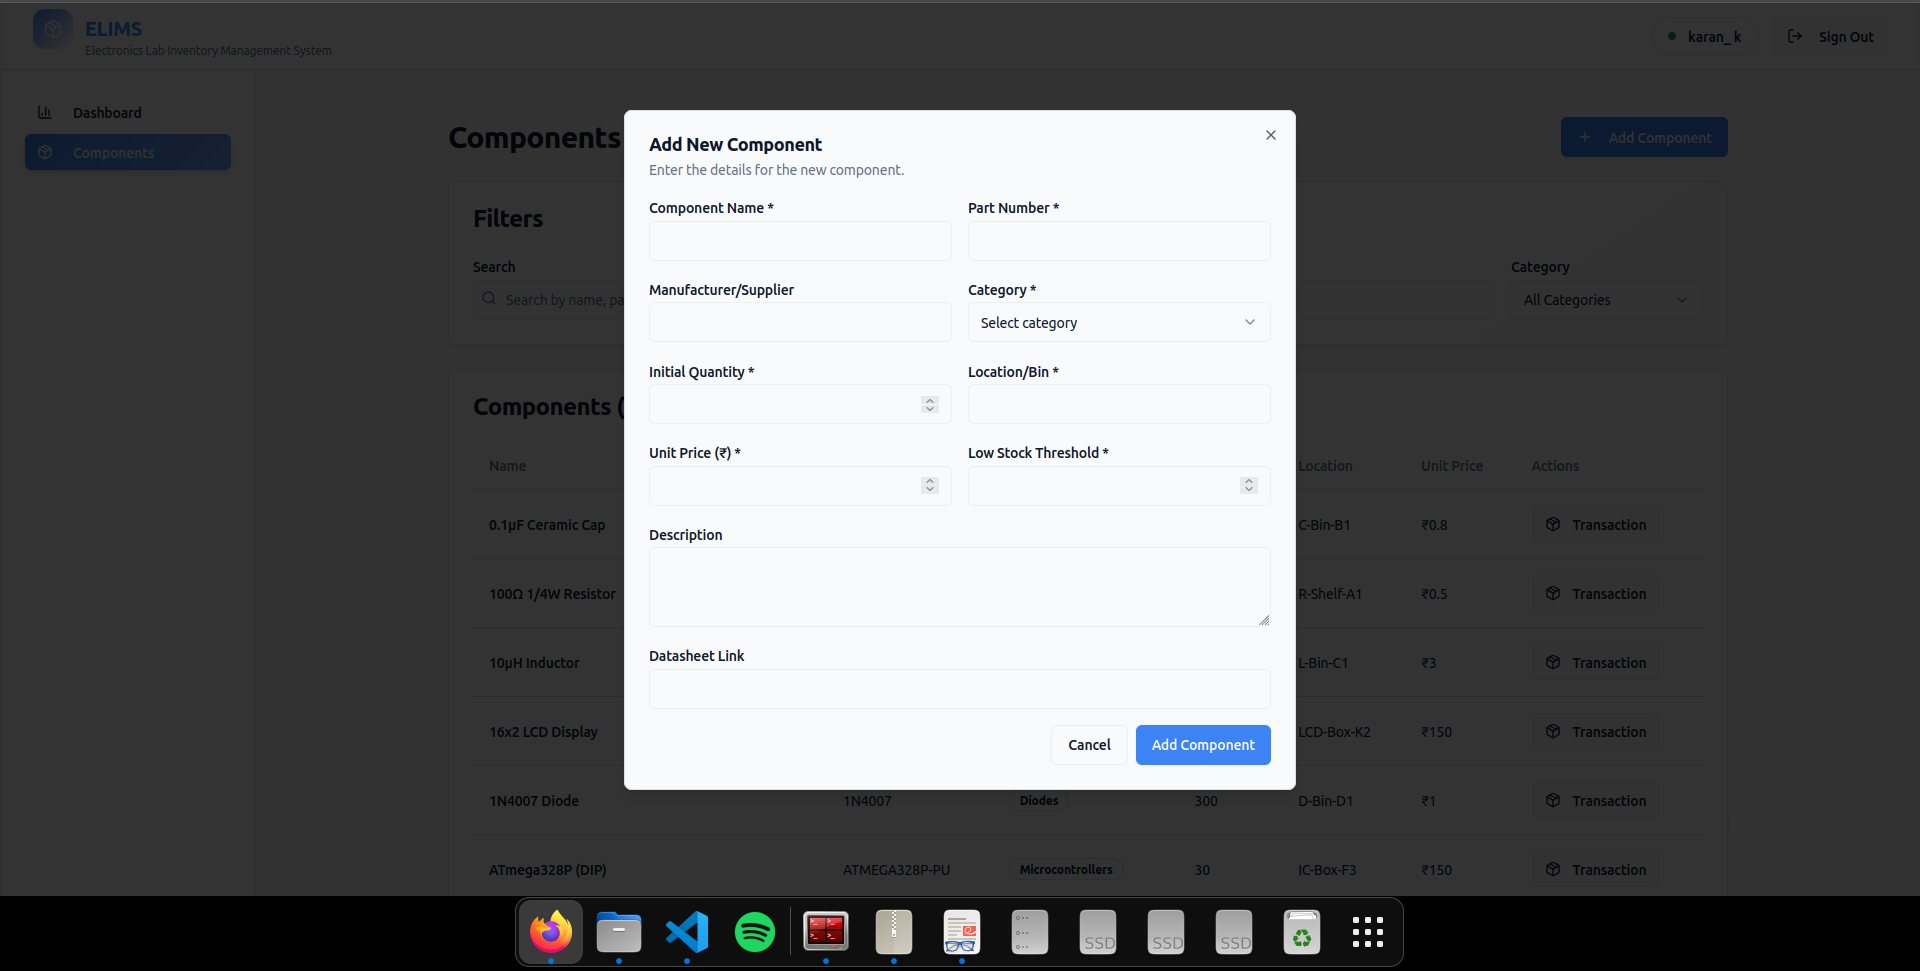 ELIMS
Electronics Lab Inventory Management System
karan_k
Sign Out
Dashboard
Components
Components
Add Component
Filters
Search
Search by name, pa
Category
All Categories
Components (
Name
Location
Unit Price
Actions
0.1µF Ceramic Cap
C-Bin-B1
₹0.8
Transaction
100Ω 1/4W Resistor
R-Shelf-A1
₹0.5
Transaction
10µH Inductor
L-Bin-C1
₹3
Transaction
16x2 LCD Display
LCD-Box-K2
₹150
Transaction
1N4007 Diode
1N4007
Diodes
300
D-Bin-D1
₹1
Transaction
ATmega328P (DIP)
ATMEGA328P-PU
Microcontrollers
30
IC-Box-F3
₹150
Transaction
Add New Component
Enter the details for the new component.
Component Name *
Part Number *
Manufacturer/Supplier
Category *
Select category
Initial Quantity *
Location/Bin *
Unit Price (₹) *
Low Stock Threshold *
Description
Datasheet Link
Cancel
Add Component
SSD
SSD
SSD